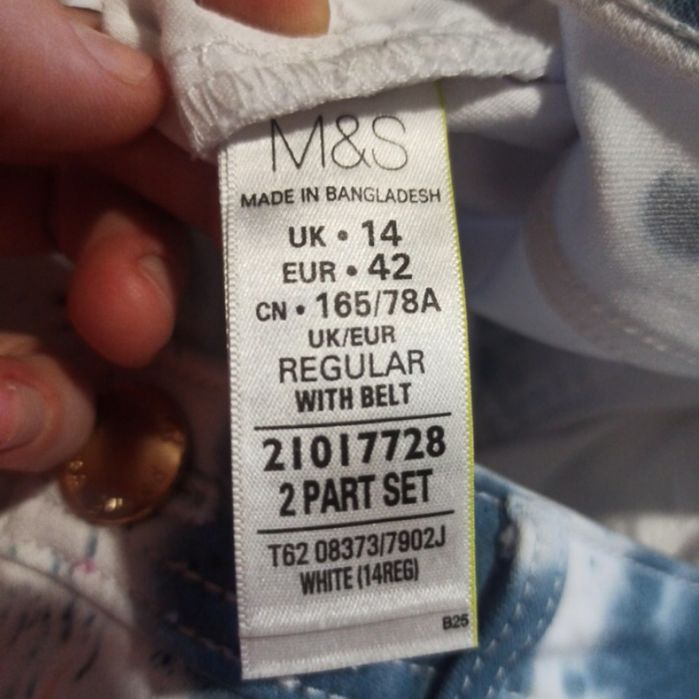 M&S
MADE IN BANGLADESH
UK • 14
EUR • 42
CN • 165/78A
UK/EUR
REGULAR
WITH BELT
21017728
2 PART SET
T62 08373/7902J
WHITE (14REG)
B25